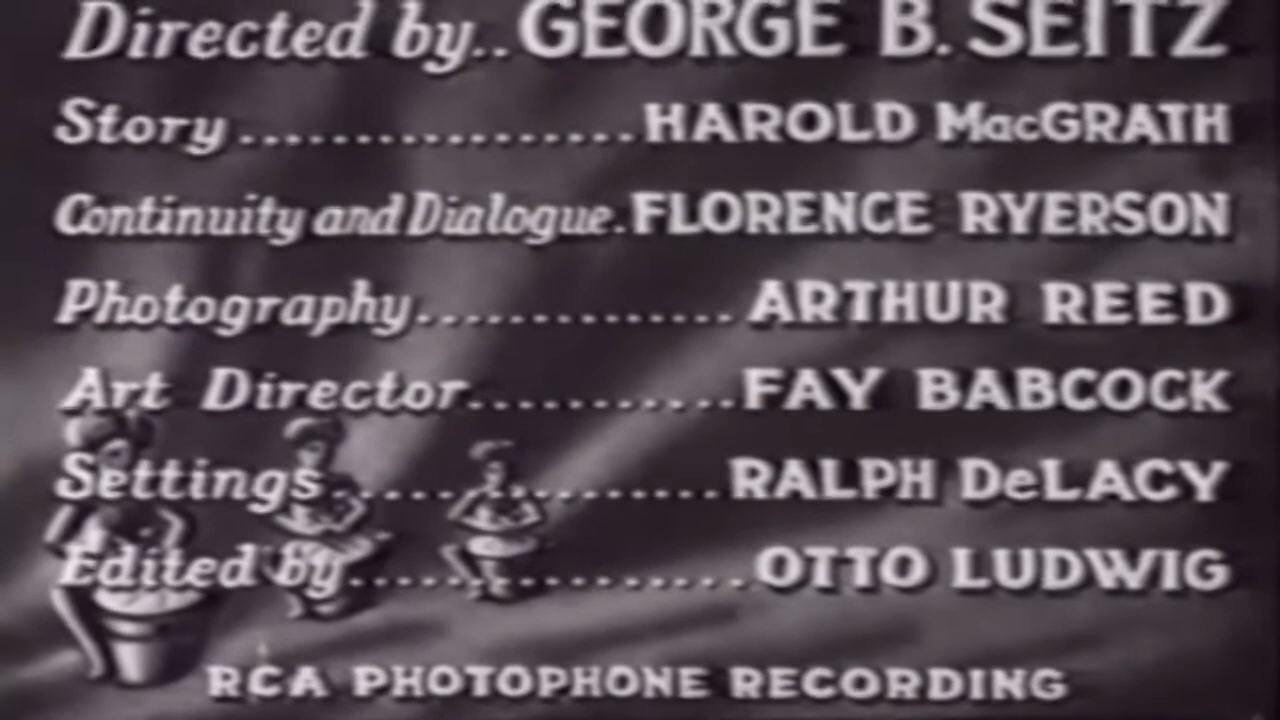 Directed by..GEORGE B. SEITZ
Story..................HAROLD MacGRATH
Continuity and Dialogue.FLORENCE RYERSON
Photography..............ARTHUR REED
Art Director............FAY BABCOCK
Settings..................RALPH DeLACY
Edited by..................OTTO LUDWIG
RCA PHOTOPHONE RECORDING